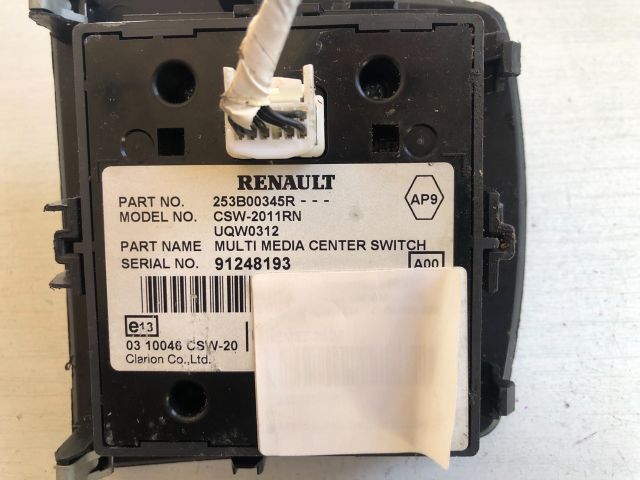 RENAULT
PART NO. 253B00345R - - -
AP9
MODEL NO. CSW-2011RN
UQW0312
PART NAME MULTI MEDIA CENTER SWITCH
SERIAL NO. 91248193
A00
e13
03 10046 CSW-20
Clarion Co.,Ltd.